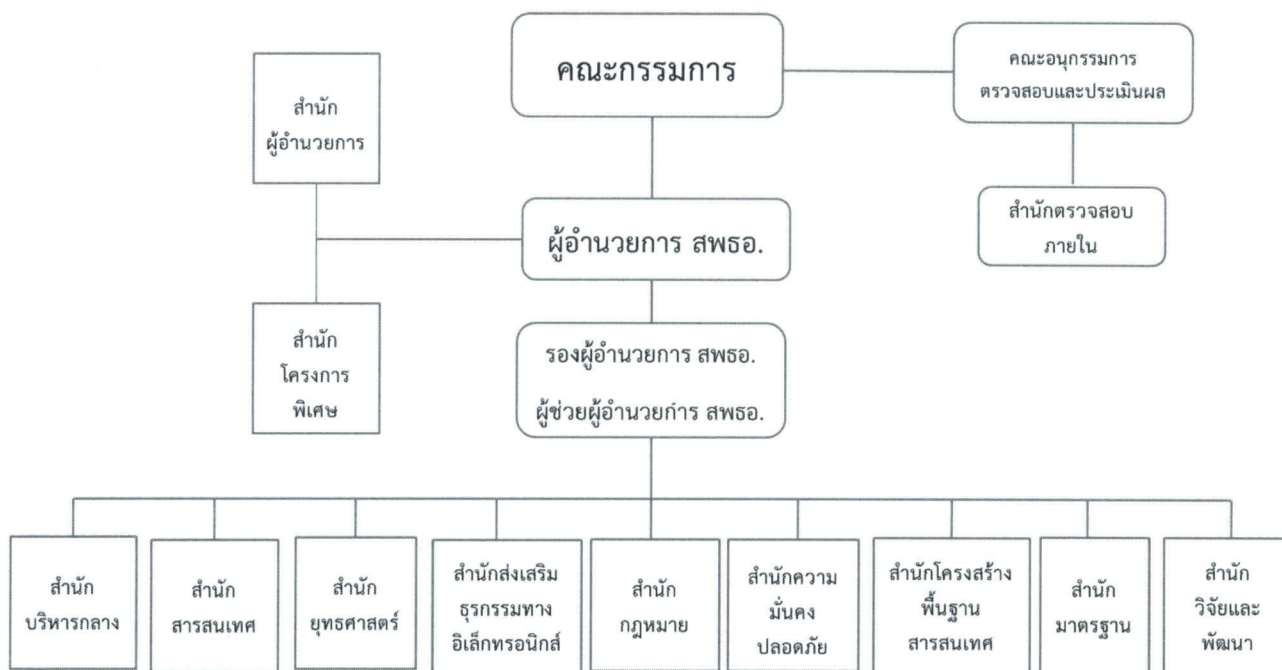 คณะกรรมการ
คณะอนุกรรมการ
ตรวจสอบและประเมินผล
สำนัก
ผู้อำนวยการ
ผู้อำนวยการ สพธอ.
สำนักตรวจสอบ
ภายใน
สำนัก
โครงการ
พิเศษ
รองผู้อำนวยการ สพธอ.
ผู้ช่วยผู้อำนวยการ สพธอ.
สำนัก
บริหารกลาง
สำนัก
สารสนเทศ
สำนัก
ยุทธศาสตร์
สำนักส่งเสริม
ธุรกรรมทาง
อิเล็กทรอนิกส์
สำนัก
กฎหมาย
สำนักความ
มั่นคง
ปลอดภัย
สำนักโครงสร้าง
พื้นฐาน
สารสนเทศ
สำนัก
มาตรฐาน
สำนัก
วิจัยและ
พัฒนา